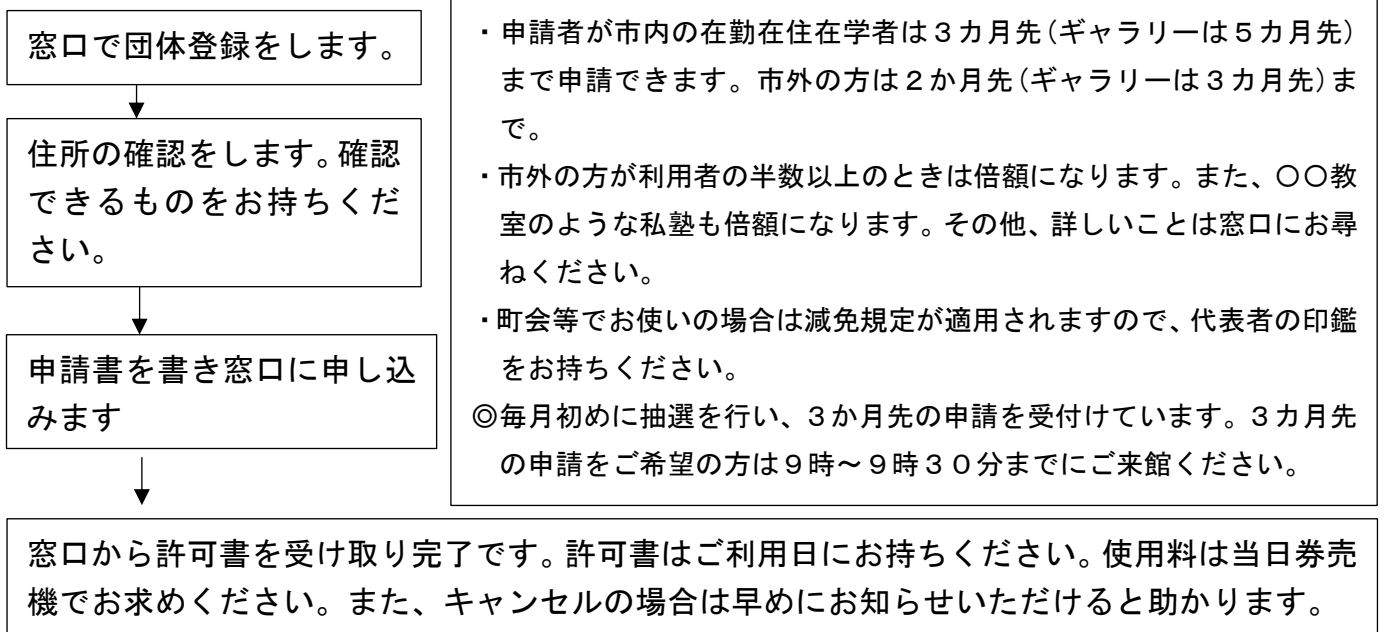 窓口で団体登録をします。
住所の確認をします。確認
できるものをお持ちくだ
さい。
申請書を書き窓口に申し込
みます
・申請者が市内の在勤在住在学者は３カ月先（ギャラリーは５カ月先）
まで申請できます。市外の方は２か月先（ギャラリーは３カ月先）ま
で。
・市外の方が利用者の半数以上のときは倍額になります。また、〇〇教
室のような私塾も倍額になります。その他、詳しいことは窓口にお尋
ねください。
・町会等でお使いの場合は減免規定が適用されますので、代表者の印鑑
をお持ちください。
◎毎月初めに抽選を行い、３か月先の申請を受付けています。３カ月先
の申請をご希望の方は９時～９時３０分までにご来館ください。
窓口から許可書を受け取り完了です。許可書はご利用日にお持ちください。使用料は当日券売
機でお求めください。また、キャンセルの場合は早めにお知らせいただけると助かります。